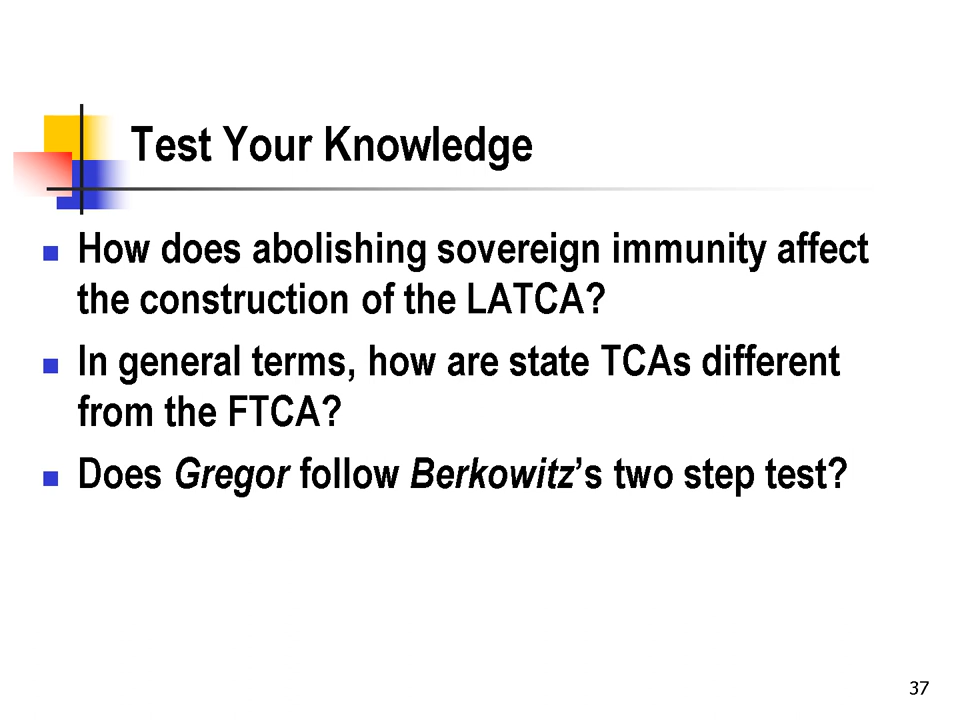 Test Your Knowledge
How does abolishing sovereign immunity affect
the construction of the LATCA?
In general terms, how are state TCAs different
from the FTCA?
Does Gregor follow Berkowitz’s two step test?
37